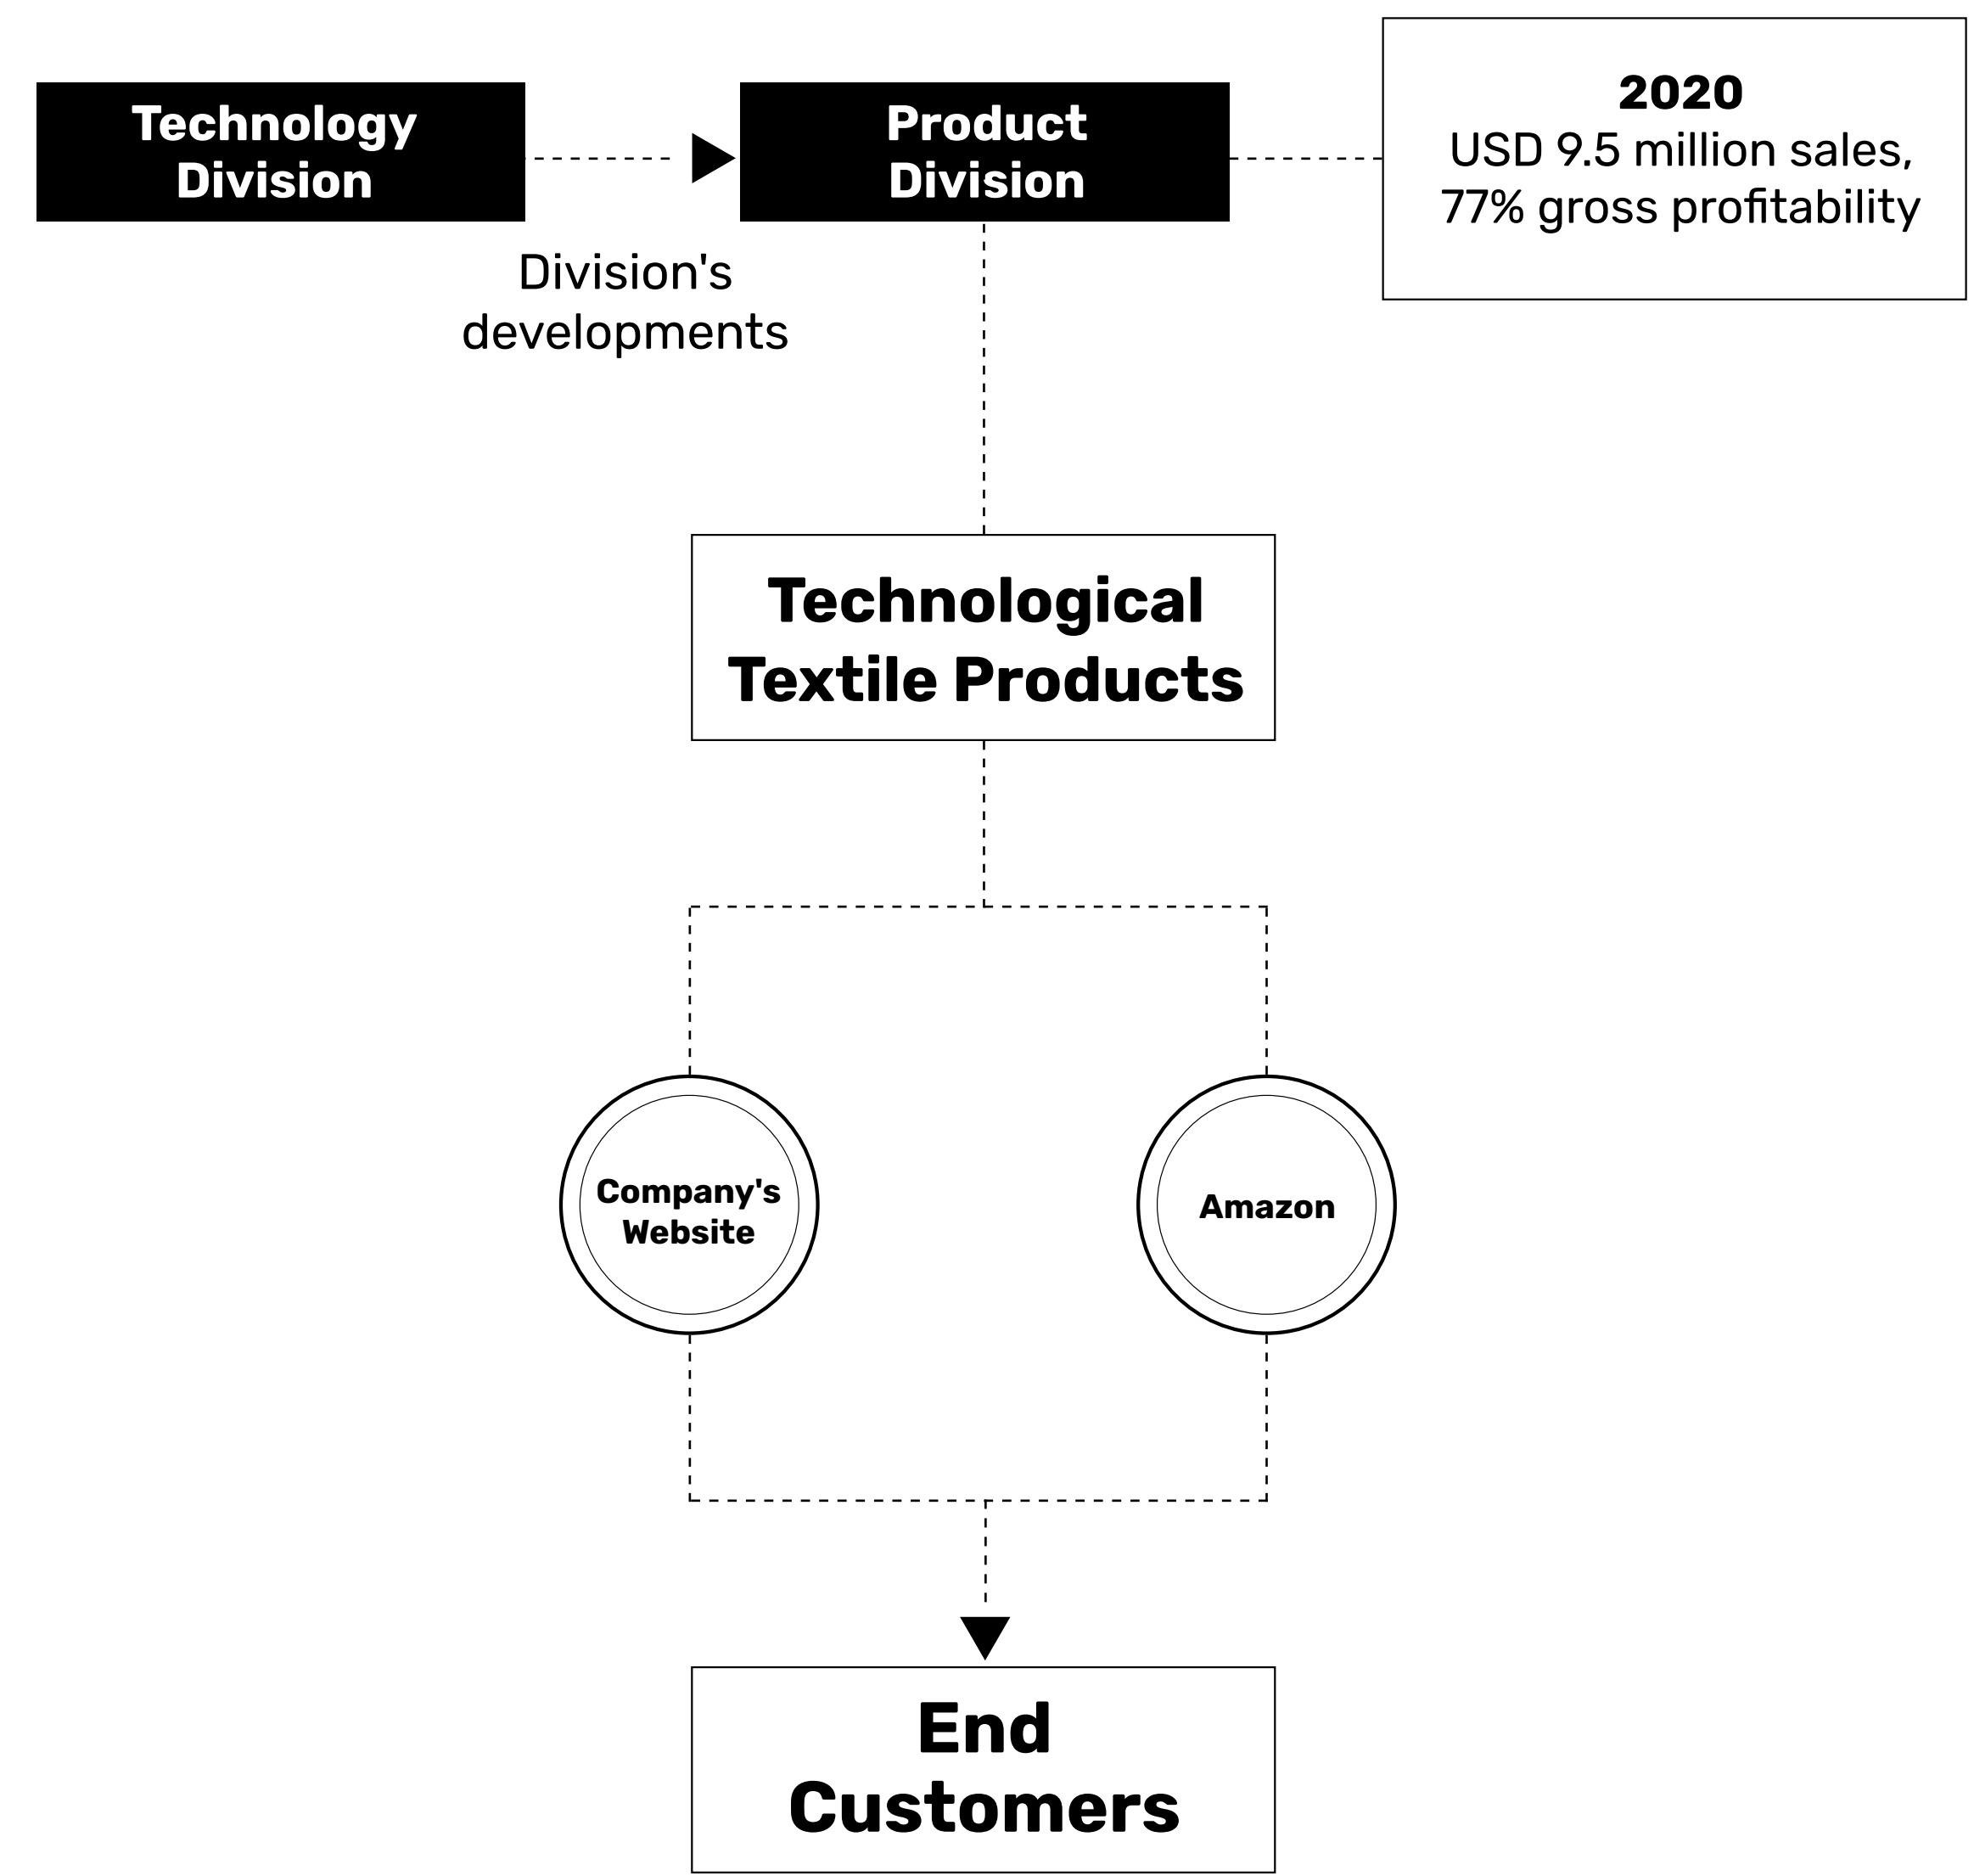 Technology
Division
Division's
developments
Product
Division
2020
USD 9.5 million sales,
77% gross profitability
Technological
Textile Products
Company's
Website
Amazon
End
Customers